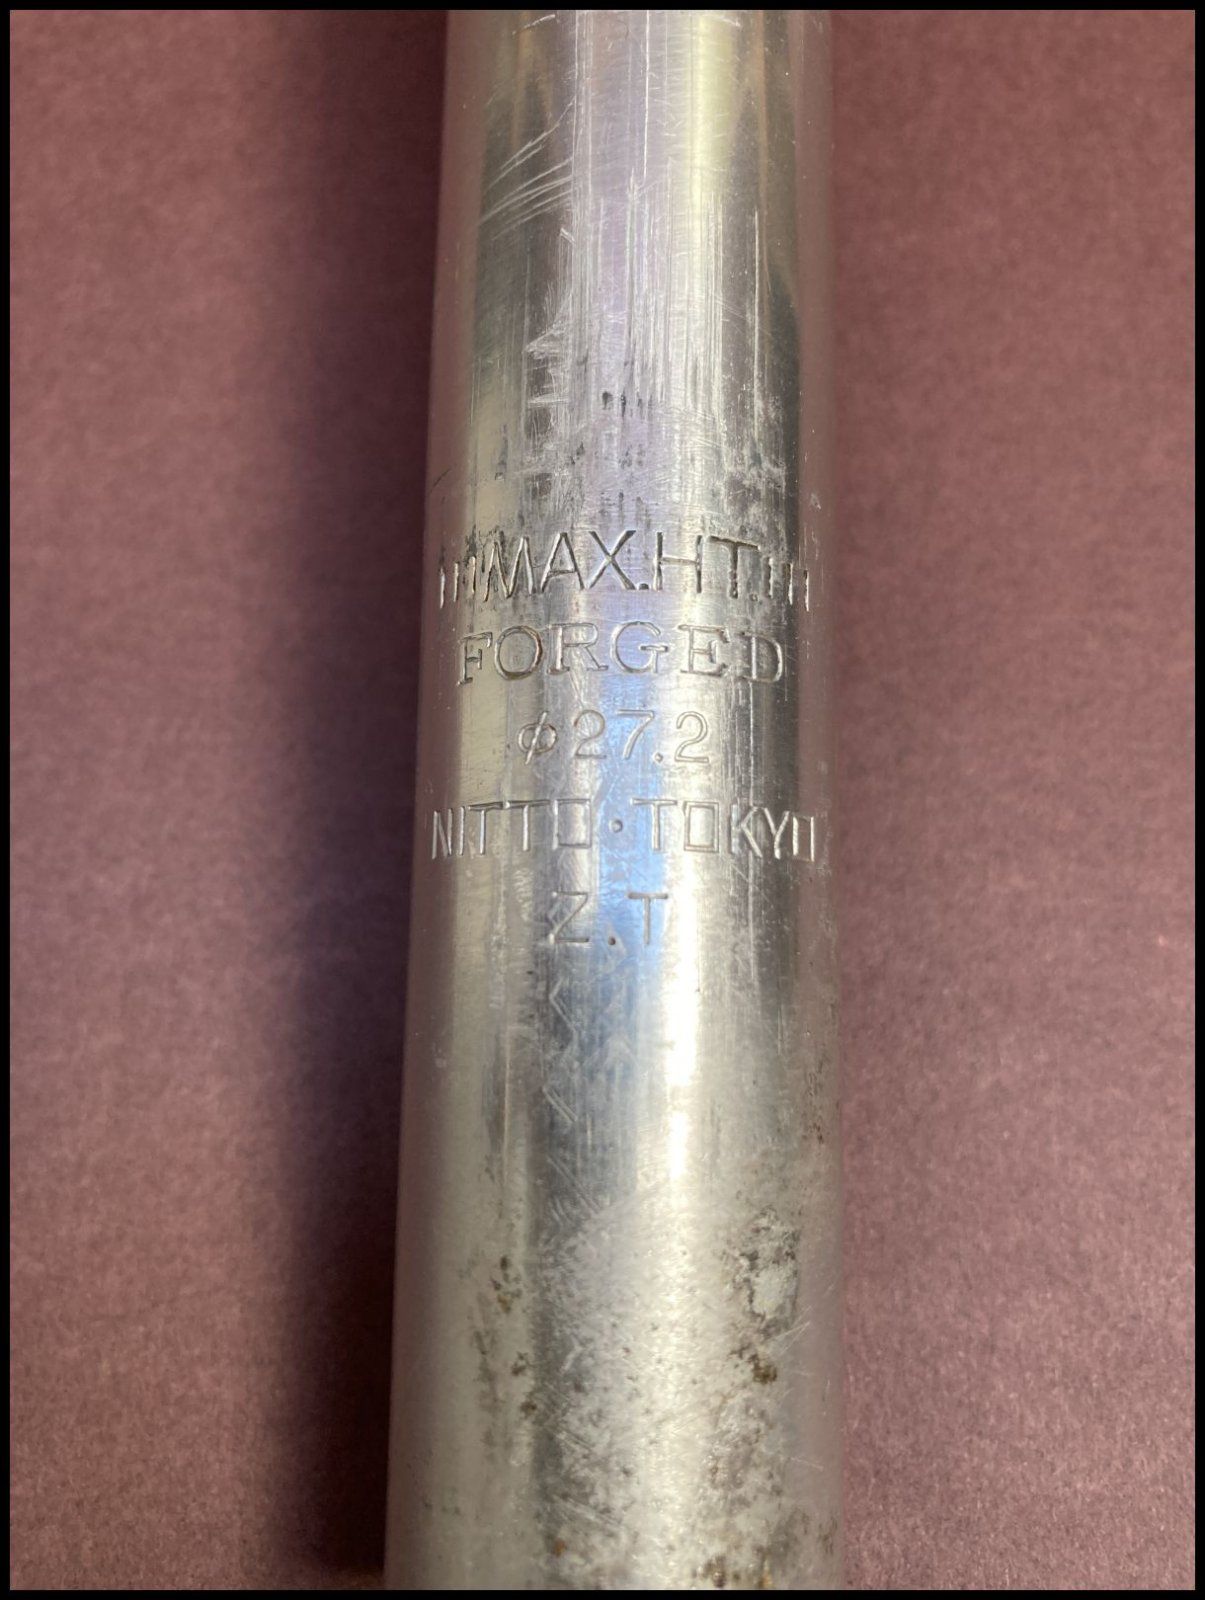 MAX.HT.
FORGED
ϕ27.2
NITTO・TOKYO
Z.T